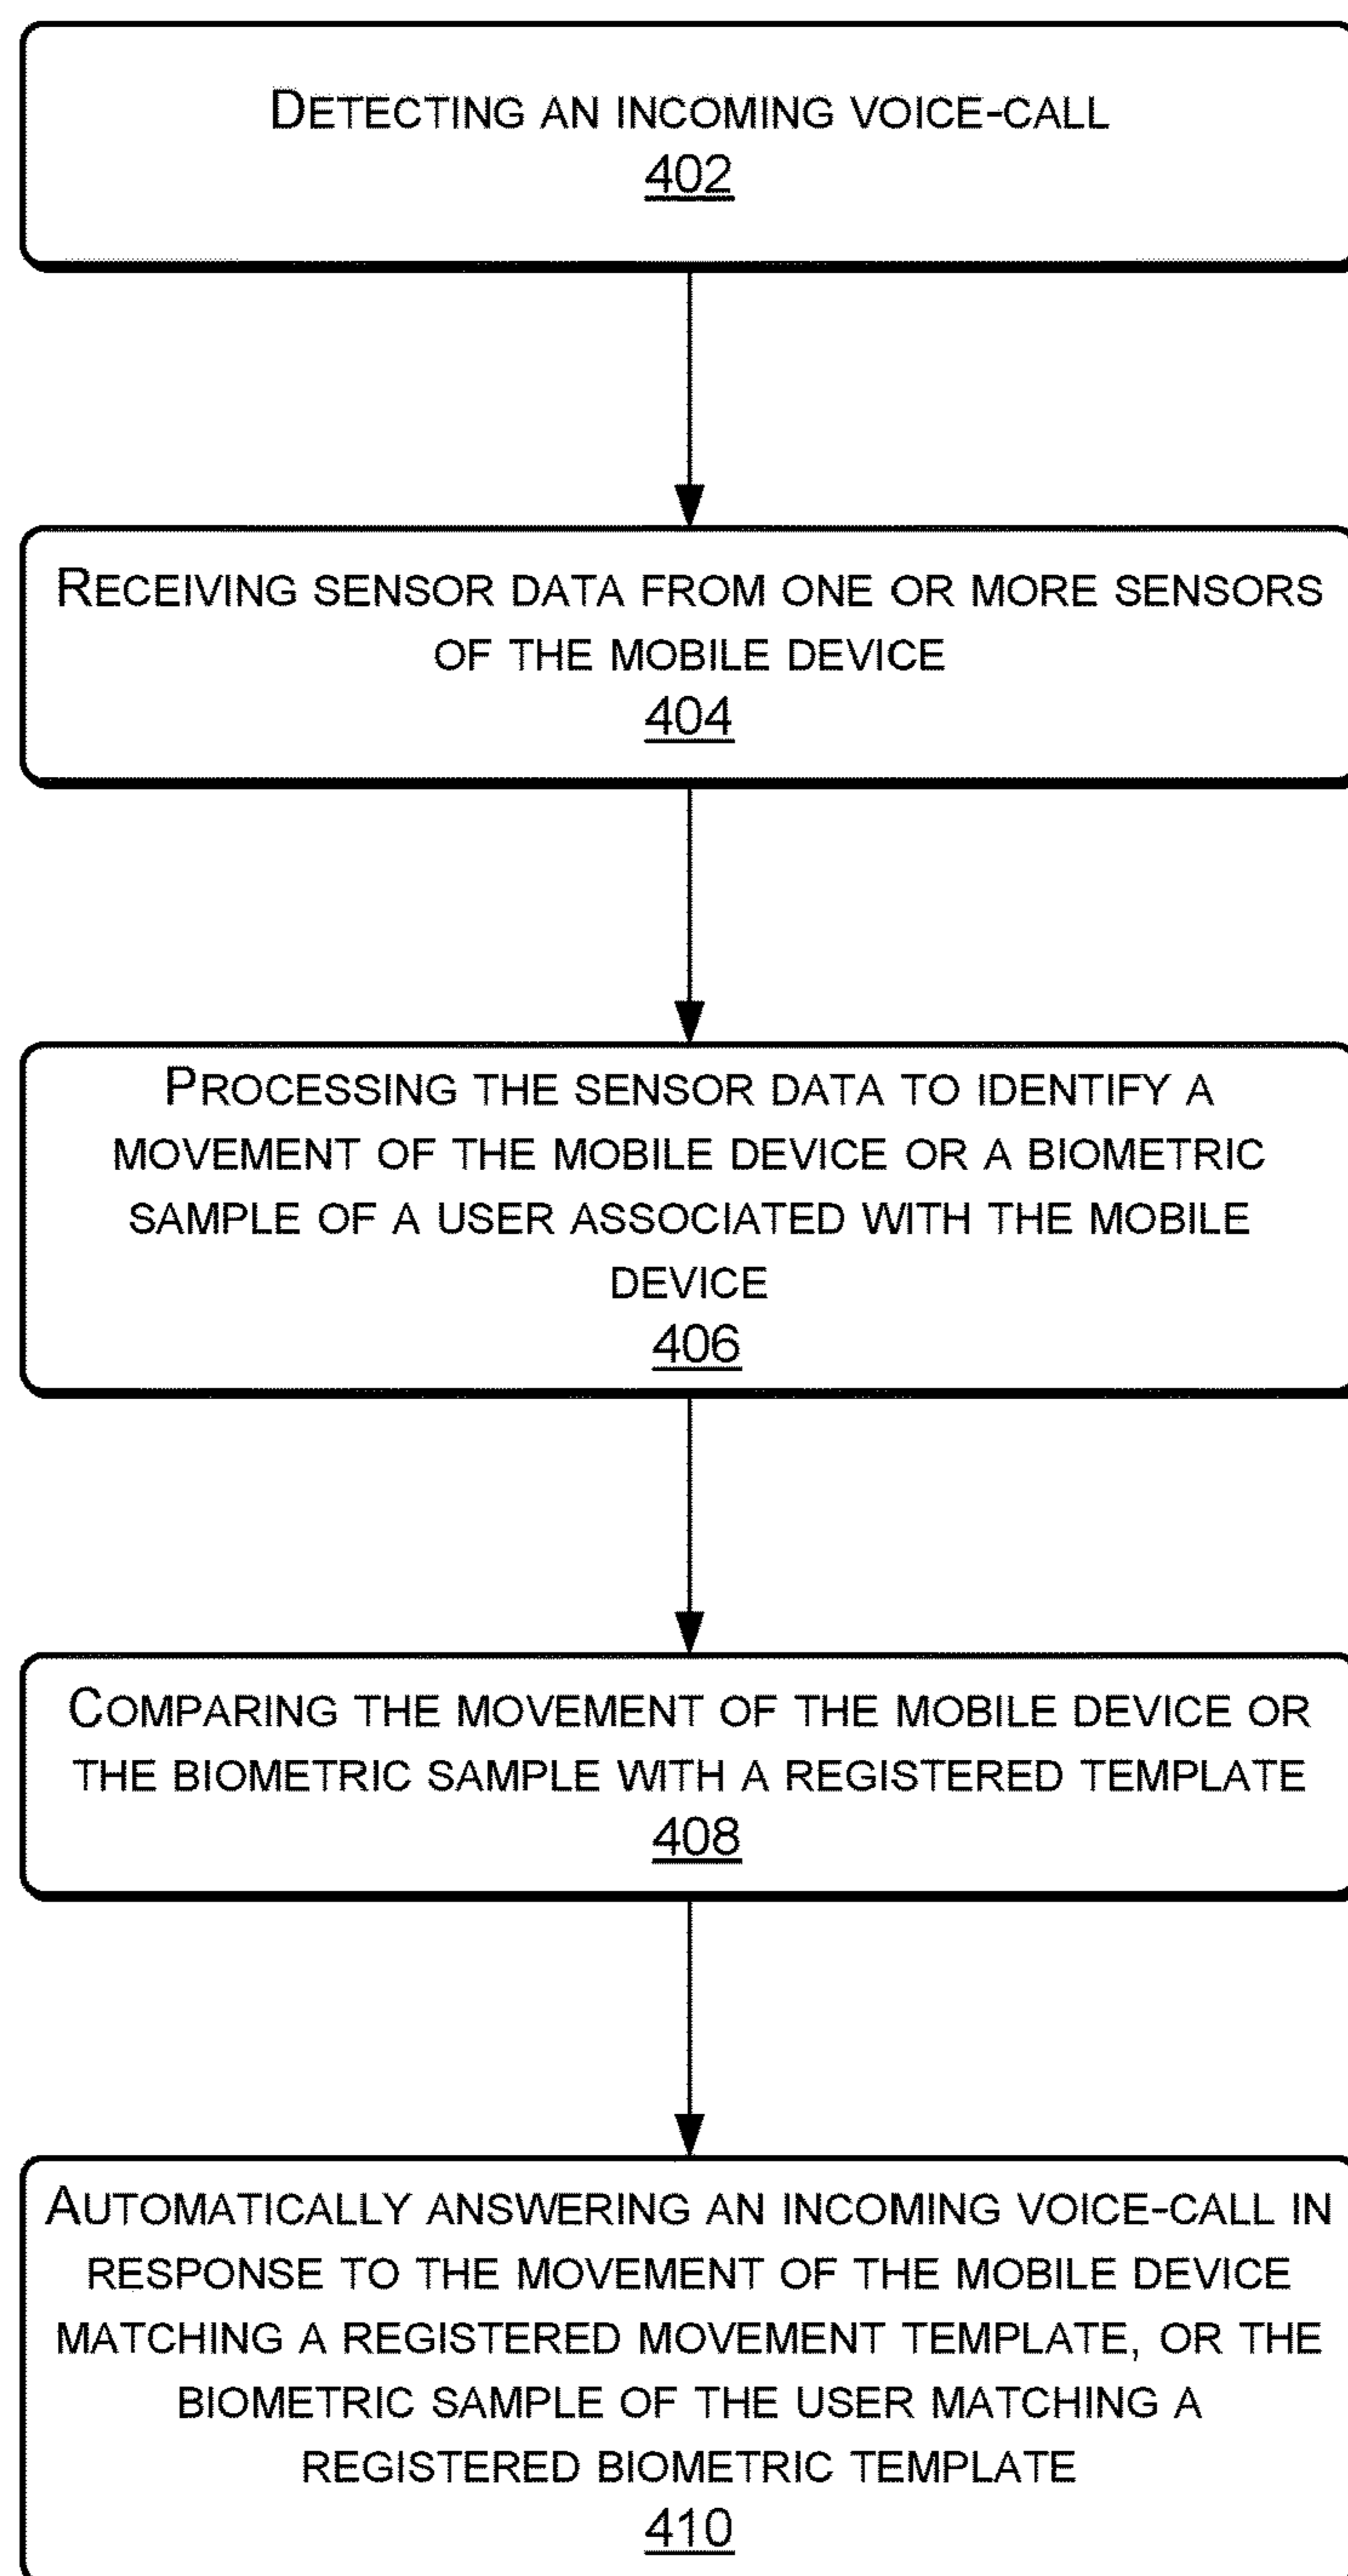 DETECTING AN INCOMING VOICE-CALL
402
RECEIVING SENSOR DATA FROM ONE OR MORE SENSORS
OF THE MOBILE DEVICE
404
PROCESSING THE SENSOR DATA TO IDENTIFY A
MOVEMENT OF THE MOBILE DEVICE OR A BIOMETRIC
SAMPLE OF A USER ASSOCIATED WITH THE MOBILE
DEVICE
406
COMPARING THE MOVEMENT OF THE MOBILE DEVICE OR
THE BIOMETRIC SAMPLE WITH A REGISTERED TEMPLATE
408
AUTOMATICALLY ANSWERING AN INCOMING VOICE-CALL IN
RESPONSE TO THE MOVEMENT OF THE MOBILE DEVICE
MATCHING A REGISTERED MOVEMENT TEMPLATE, OR THE
BIOMETRIC SAMPLE OF THE USER MATCHING A
REGISTERED BIOMETRIC TEMPLATE
410